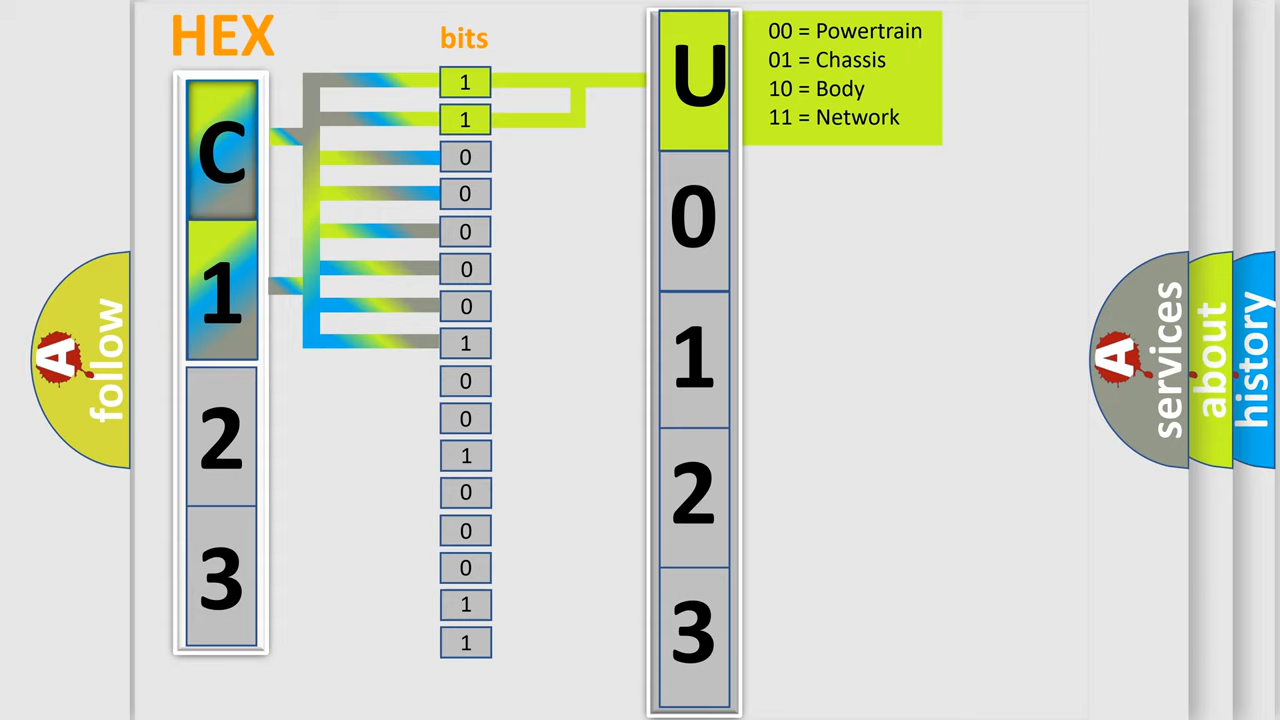 HEX
bits
C
1
2
3
1
1
0
0
0
0
0
1
0
0
1
0
0
0
1
1
U
0
1
2
3
00 = Powertrain
01 = Chassis
10 = Body
11 = Network
A
follow
A
services
about
history